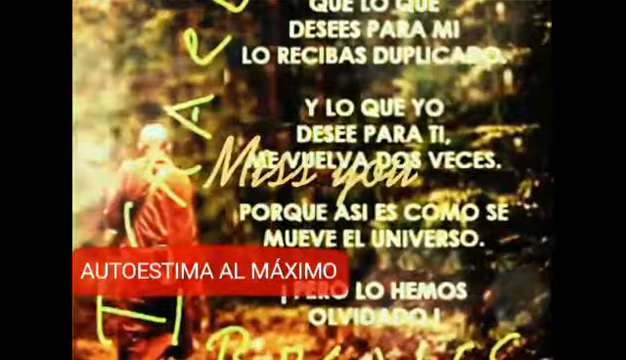 QUE LO QUE
DESEES PARA MI
LO RECIBAS DUPLICADO.
Y LO QUE YO
DESEE PARA TI,
ME VUELVA DOS VECES.
Miss you
PORQUE ASI ES COMO SE
MUEVE EL UNIVERSO.
AUTOESTIMA AL MÁXIMO
¡ PERO LO HEMOS
OLVIDADO !